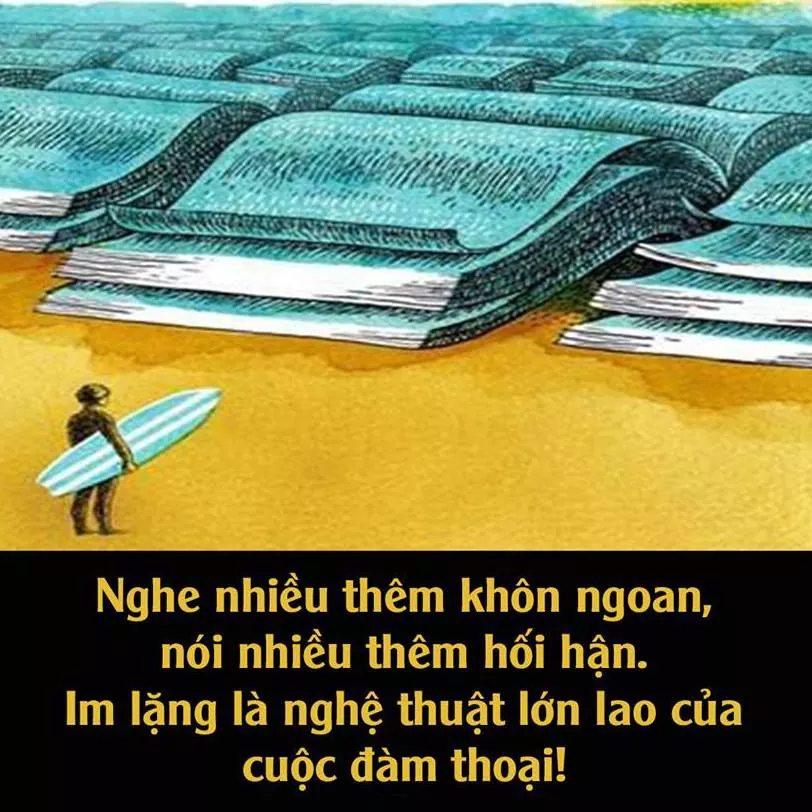 Nghe nhiều thêm khôn ngoan,
nói nhiều thêm hối hận.
Im lặng là nghệ thuật lớn lao của
cuộc đàm thoại!